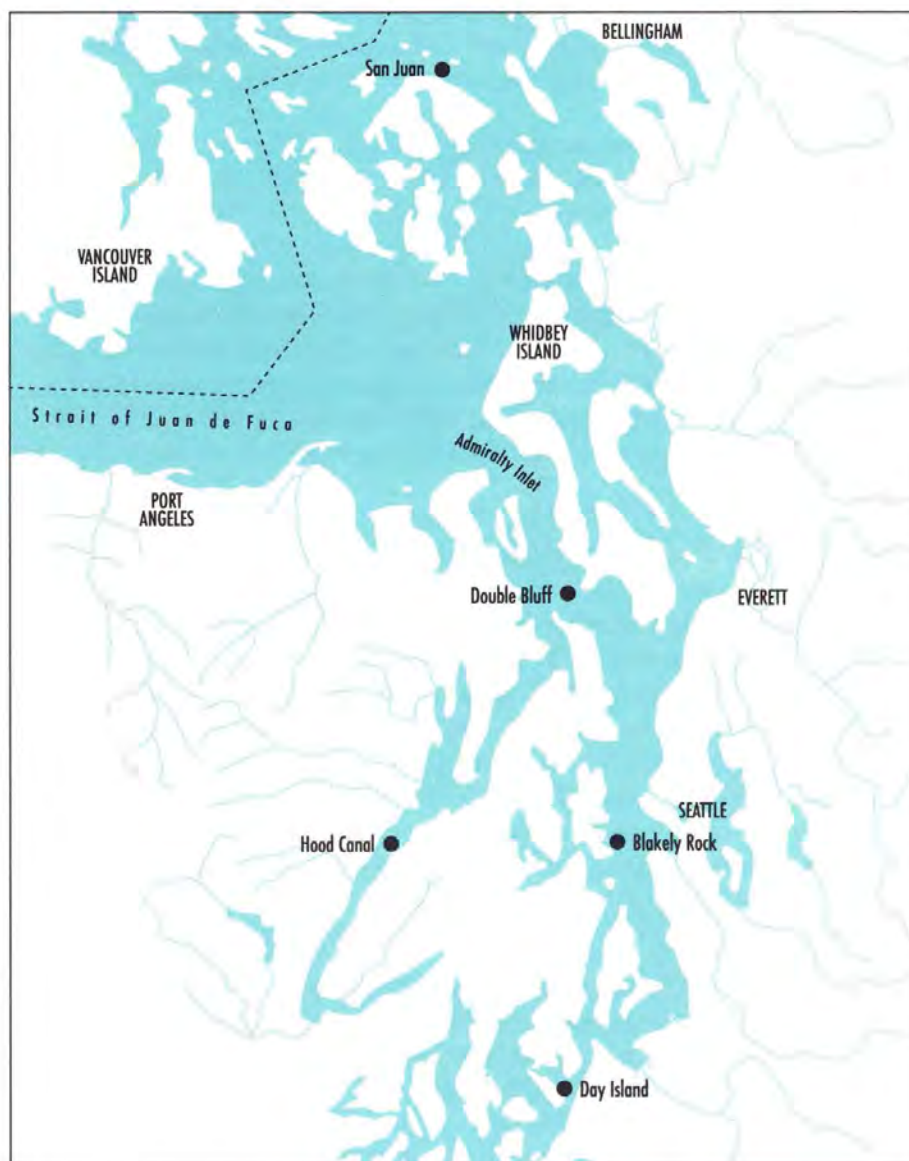 BELLINGHAM
San Juan
VANCOUVER
ISLAND
WHIDBEY
ISLAND
Strait of Juan de Fuca
Admiralty Inlet
PORT
ANGELES
Double Bluff
EVERETT
SEATTLE
Hood Canal
Blakely Rock
Day Island